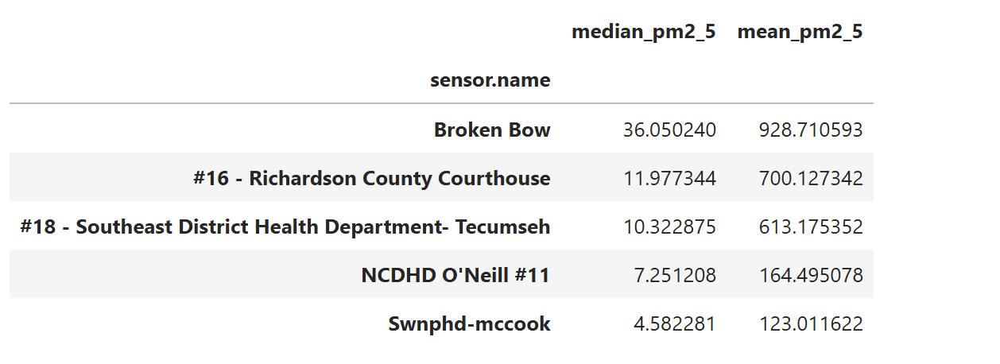 median_pm2_5 mean_pm2_5
sensor.name
Broken Bow 36.050240 928.710593
#16 - Richardson County Courthouse 11.977344 700.127342
#18 - Southeast District Health Department- Tecumseh 10.322875 613.175352
NCDHD O'Neill #11 7.251208 164.495078
Swnphd-mccook 4.582281 123.011622